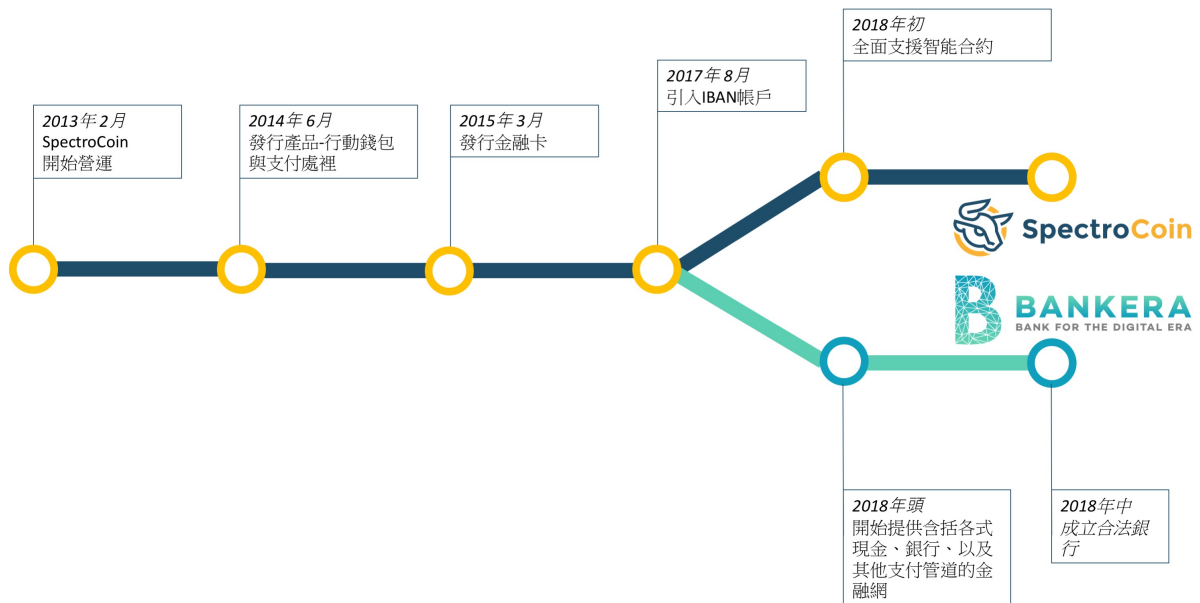 2013年2月
SpectroCoin
開始營運
2014年6月
發行產品-行動錢包
與支付處裡
2015年3月
發行金融卡
2017年8月
引入IBAN帳戶
2018年初
全面支援智能合約
SpectroCoin
BANKERA
BANK FOR THE DIGITAL ERA
2018年頭
開始提供含括各式
現金、銀行、以及
其他支付管道的金
融網
2018年中
成立合法銀
行